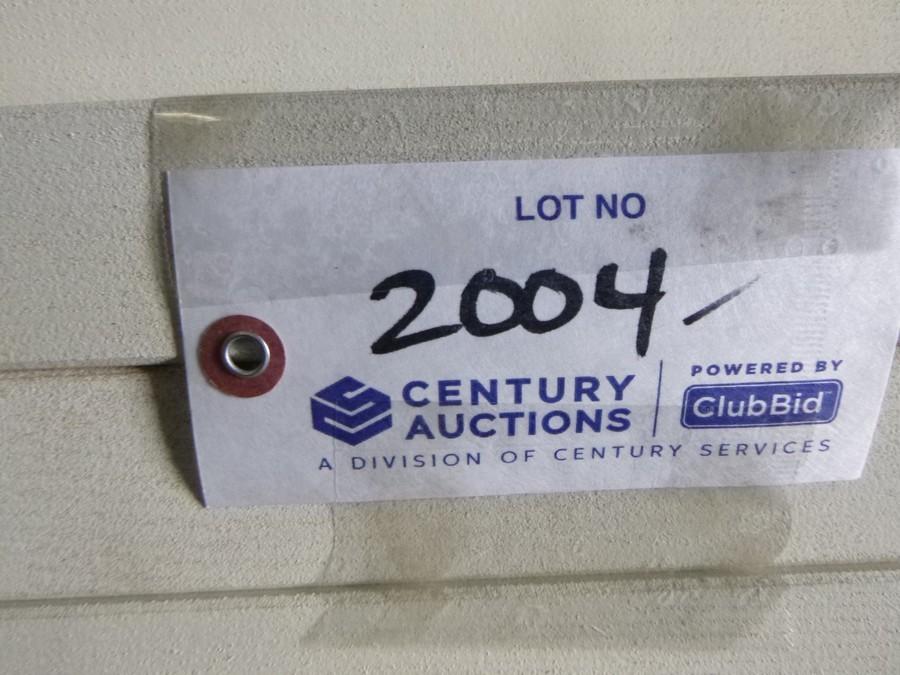 LOT NO
2004 -
CENTURY AUCTIONS
POWERED BY
ClubBid
A DIVISION OF CENTURY SERVICES